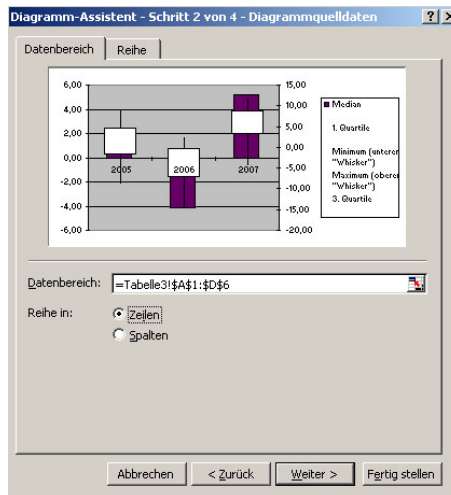 Diagramm-Assistent - Schritt 2 von 4 - Diagrammquelldaten
Datenbereich
Reihe
6,00
4,00
2,00
0,00
-2,00
-4,00
-6,00
2005
2006
2007
15,00
10,00
5,00
0,00
-5,00
-10,00
-15,00
-20,00
Median
1. Quartile
Minimum (unterer
"Whisker")
Maximum (oberer
"Whisker")
3. Quartile
Datenbereich:
=Tabelle3!$A$1:$D$6
Reihe in:
Zeilen
Spalten
Abbrechen
< Zurück
Weiter >
Fertig stellen